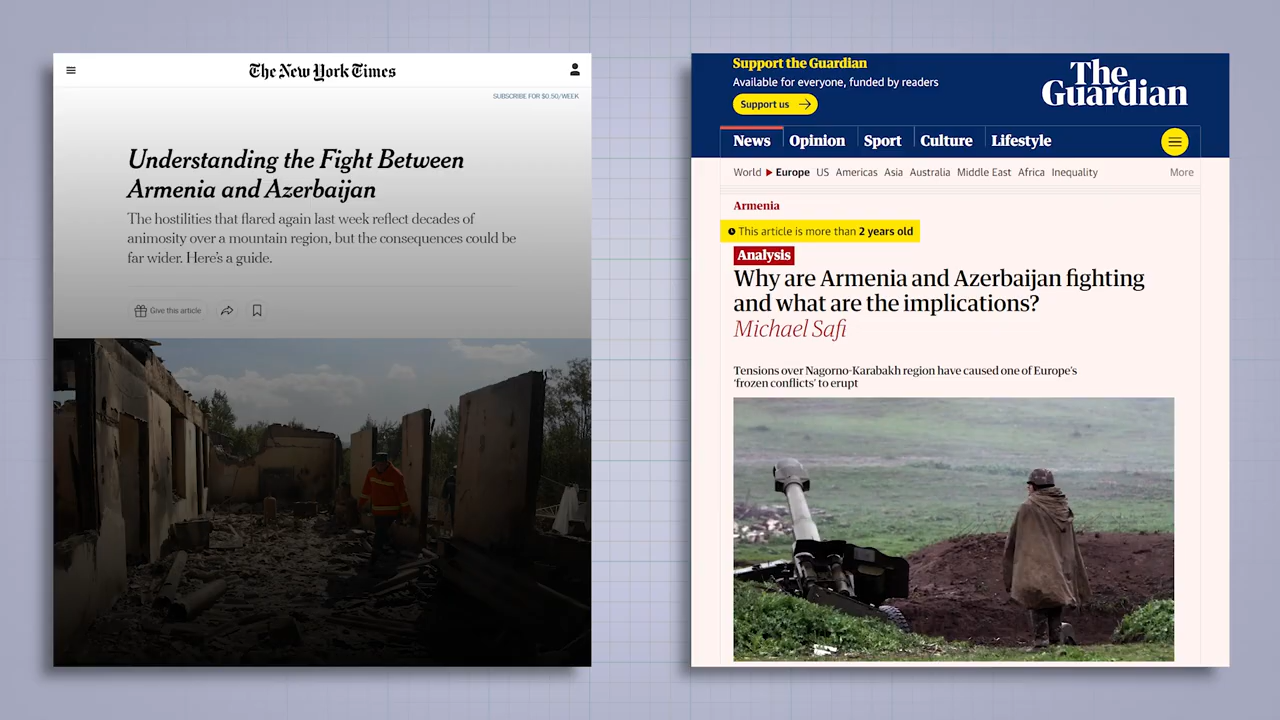 The New York Times
SUBSCRIBE FOR $0.50/WEEK
Understanding the Fight Between
Armenia and Azerbaijan
The hostilities that flared again last week reflect decades of
animosity over a mountain region, but the consequences could be
far wider. Here's a guide.
Give this article
Support the Guardian
Available for everyone, funded by readers
Support us
The
Guardian
News Opinion Sport Culture Lifestyle
World Europe US Americas Asia Australia Middle East Africa Inequality More
Armenia
This article is more than 2 years old
Analysis
Why are Armenia and Azerbaijan fighting
and what are the implications?
Michael Safi
Tensions over Nagorno-Karabakh region have caused one of Europe's
'frozen conflicts' to erupt